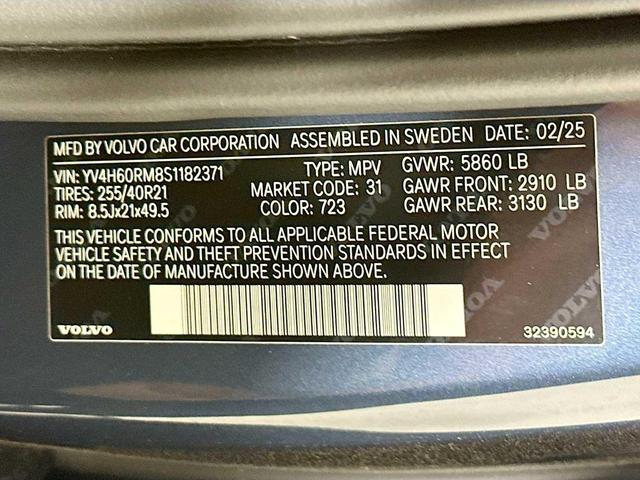 MFD BY VOLVO CAR CORPORATION ASSEMBLED IN SWEDEN DATE: 02/25
VIN: YV4H60RM8S1182371 TYPE: MPV GVWR: 5860 LB
TIRES: 255/40R21 MARKET CODE: 31 GAWR FRONT: 2910 LB
RIM: 8.5Jx21x49.5 COLOR: 723 GAWR REAR: 3130 LB
THIS VEHICLE CONFORMS TO ALL APPLICABLE FEDERAL MOTOR
VEHICLE SAFETY AND THEFT PREVENTION STANDARDS IN EFFECT
ON THE DATE OF MANUFACTURE SHOWN ABOVE.
VOLVO 32390594